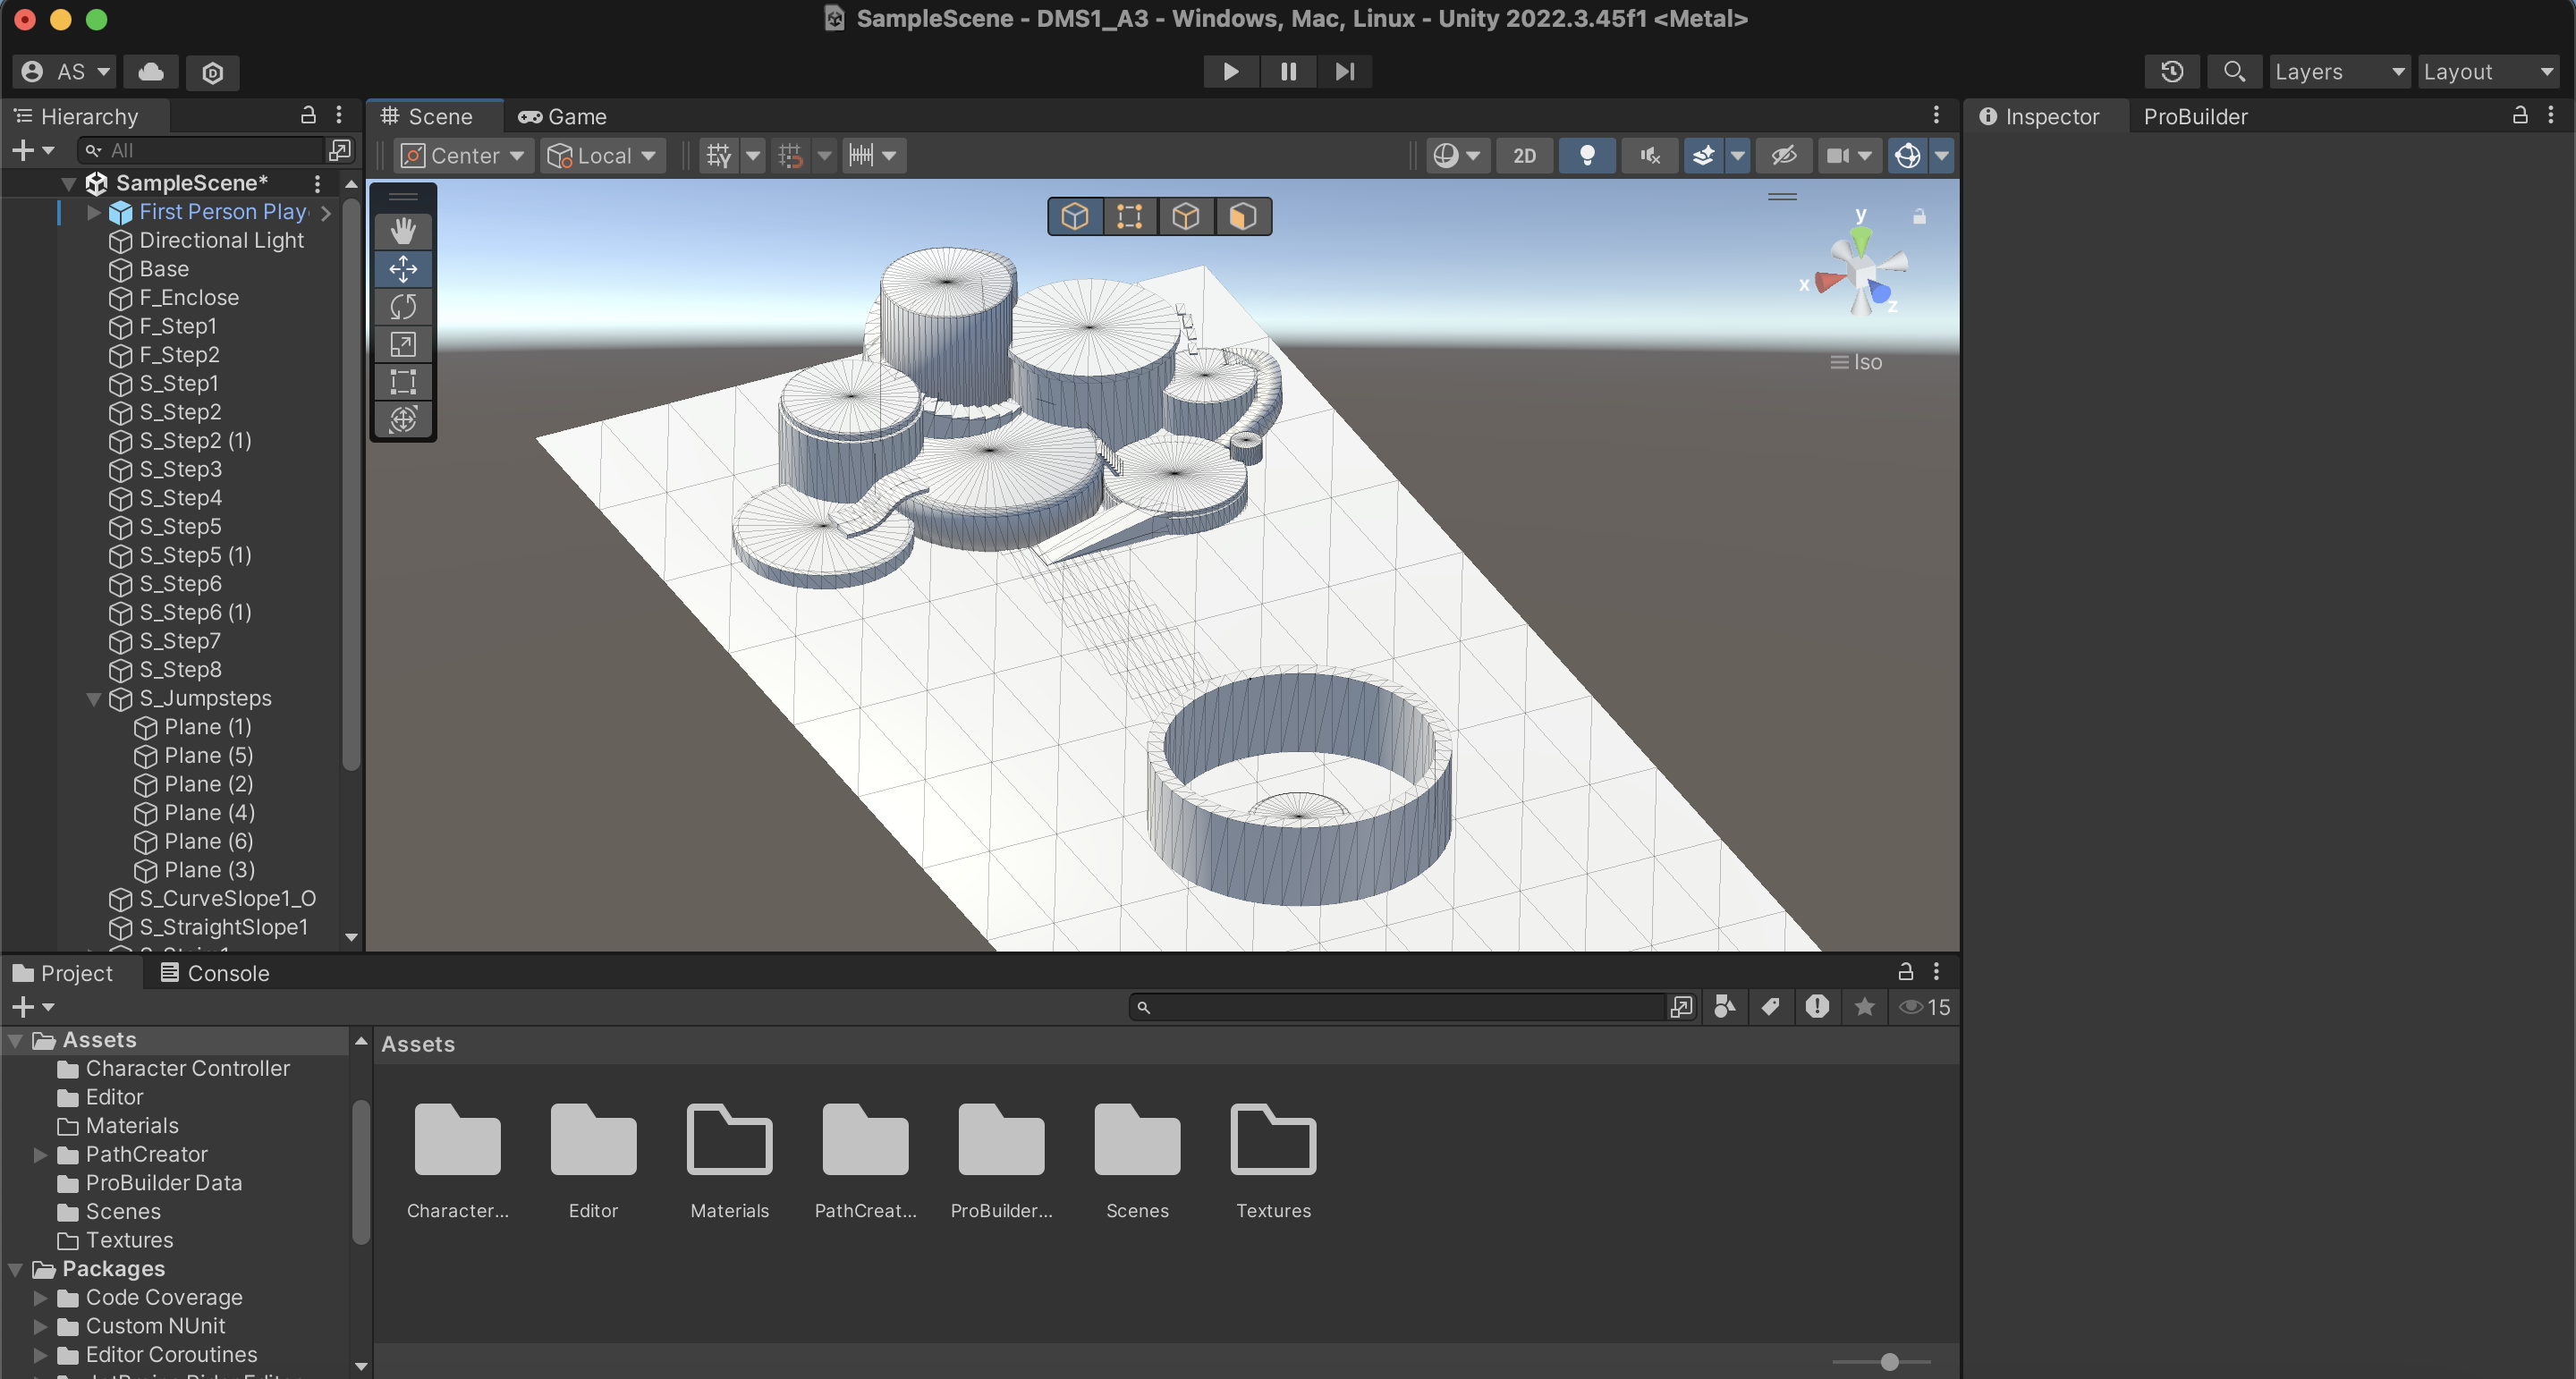 SampleScene - DMS1_A3 - Windows, Mac, Linux - Unity 2022.3.45f1 <Metal>
AS
Layers
Layout
Hierarchy
Scene
Game
Inspector
ProBuilder
All
Center
Local
2D
SampleScene*
First Person Play
Directional Light
Base
F_Enclose
F_Step1
F_Step2
S_Step1
S_Step2
S_Step2 (1)
S_Step3
S_Step4
S_Step5
S_Step5 (1)
S_Step6
S_Step6 (1)
S_Step7
S_Step8
S_Jumpsteps
Plane (1)
Plane (5)
Plane (2)
Plane (4)
Plane (6)
Plane (3)
S_CurveSlope1_O
S_StraightSlope1
y
x
z
Iso
Project
Console
15
Assets
Character Controller
Editor
Materials
PathCreator
ProBuilder Data
Scenes
Textures
Packages
Code Coverage
Custom NUnit
Editor Coroutines
Assets
Character...
Editor
Materials
PathCreat...
ProBuilder...
Scenes
Textures